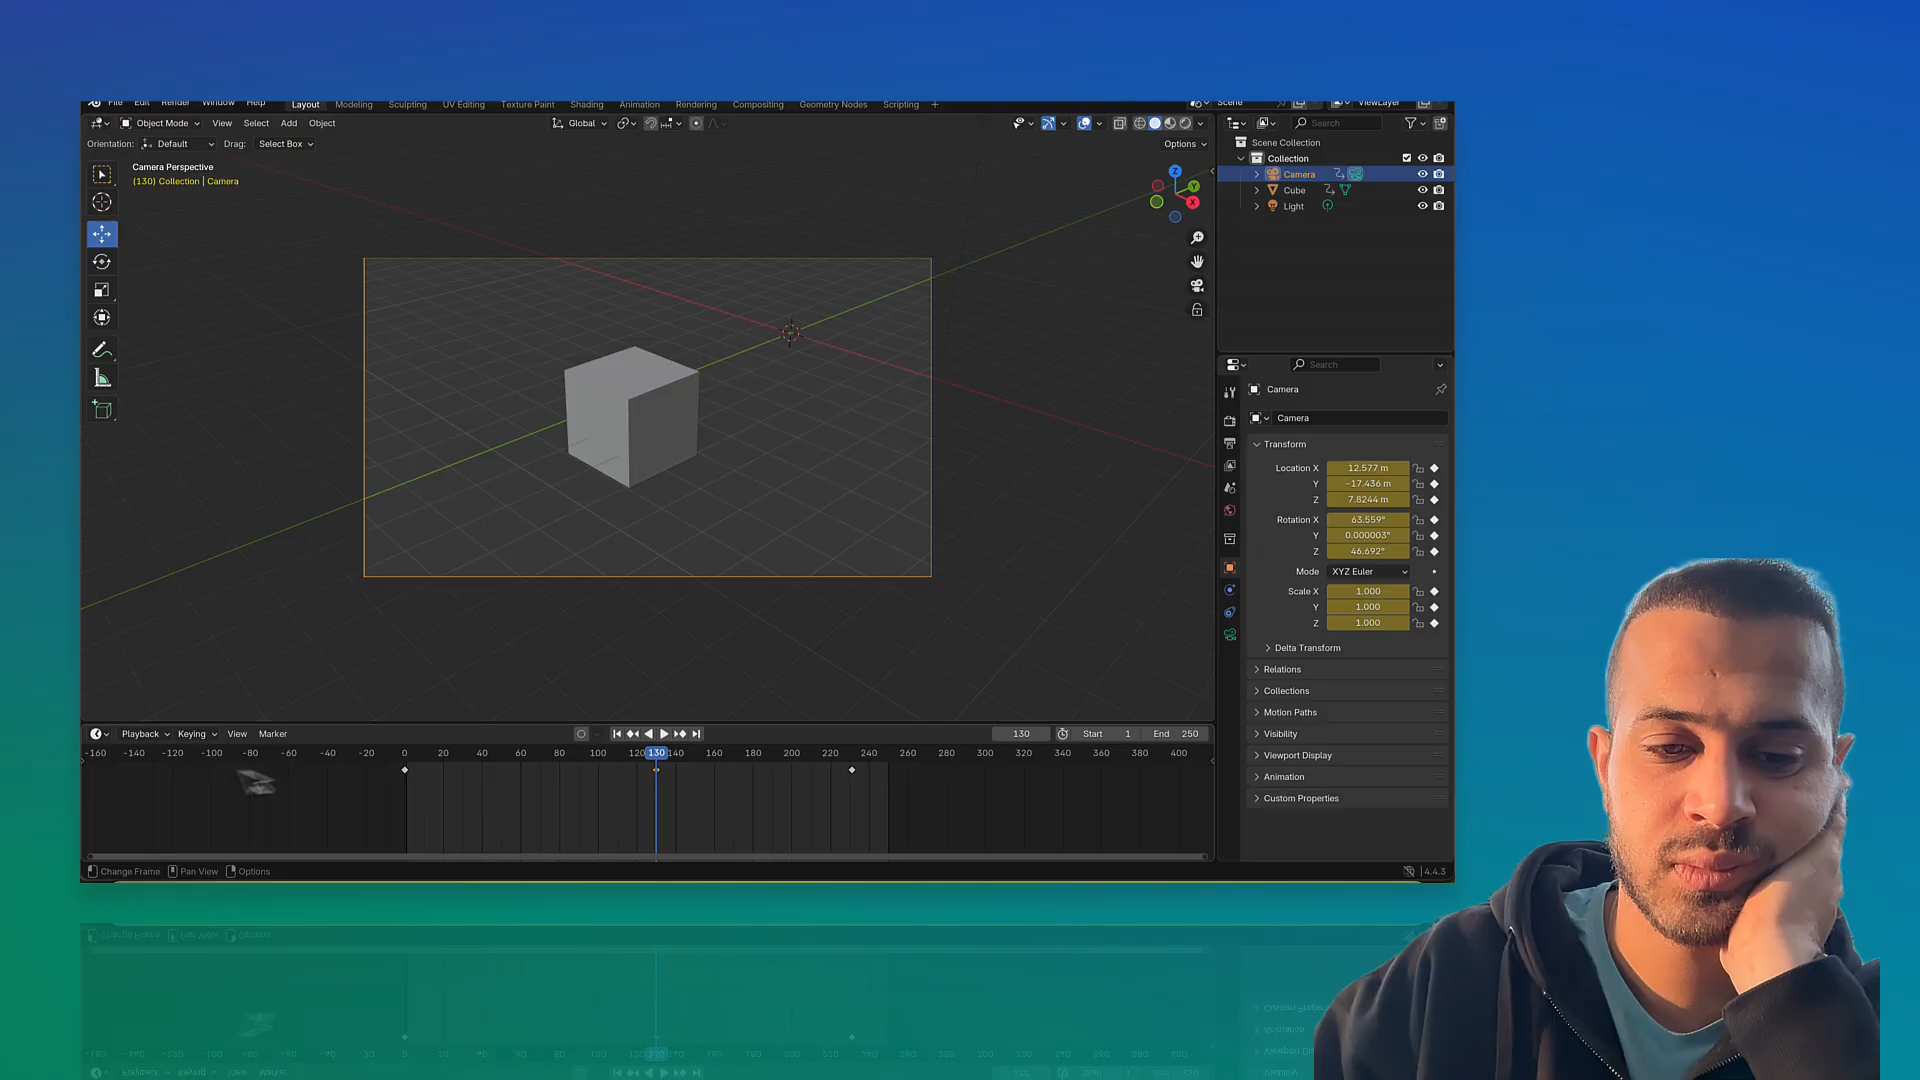 File Edit Render Window Help Layout Modeling Sculpting UV Editing Texture Paint Shading Animation Rendering Compositing Geometry Nodes Scripting + Scene ViewLayer
Object Mode View Select Add Object Global Search
Orientation: Default Drag: Select Box Options
Camera Perspective
(130) Collection | Camera
Z
Y
X
Scene Collection
Collection
Camera
Cube
Light
Search
Camera
Camera
Transform
Location X 12.577 m
Y -17.436 m
Z 7.8244 m
Rotation X 63.559°
Y 0.000003°
Z 46.692°
Mode XYZ Euler
Scale X 1.000
Y 1.000
Z 1.000
Delta Transform
Relations
Collections
Motion Paths
Visibility
Viewport Display
Animation
Custom Properties
Playback Keying View Marker 130 Start 1 End 250
-160 -140 -120 -100 -80 -60 -40 -20 0 20 40 60 80 100 120 130 140 160 180 200 220 240 260 280 300 320 340 360 380 400
Change Frame Pan View Options 4.4.3